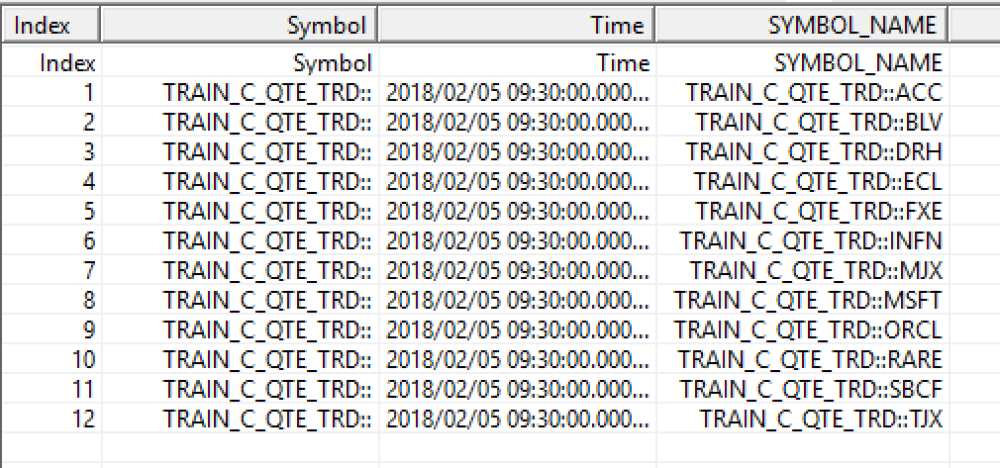 Index Symbol Time SYMBOL_NAME
Index Symbol Time SYMBOL_NAME
1 TRAIN_C_QTE_TRD:: 2018/02/05 09:30:00.000... TRAIN_C_QTE_TRD::ACC
2 TRAIN_C_QTE_TRD:: 2018/02/05 09:30:00.000... TRAIN_C_QTE_TRD::BLV
3 TRAIN_C_QTE_TRD:: 2018/02/05 09:30:00.000... TRAIN_C_QTE_TRD::DRH
4 TRAIN_C_QTE_TRD:: 2018/02/05 09:30:00.000... TRAIN_C_QTE_TRD::ECL
5 TRAIN_C_QTE_TRD:: 2018/02/05 09:30:00.000... TRAIN_C_QTE_TRD::FXE
6 TRAIN_C_QTE_TRD:: 2018/02/05 09:30:00.000... TRAIN_C_QTE_TRD::INFN
7 TRAIN_C_QTE_TRD:: 2018/02/05 09:30:00.000... TRAIN_C_QTE_TRD::MJX
8 TRAIN_C_QTE_TRD:: 2018/02/05 09:30:00.000... TRAIN_C_QTE_TRD::MSFT
9 TRAIN_C_QTE_TRD:: 2018/02/05 09:30:00.000... TRAIN_C_QTE_TRD::ORCL
10 TRAIN_C_QTE_TRD:: 2018/02/05 09:30:00.000... TRAIN_C_QTE_TRD::RARE
11 TRAIN_C_QTE_TRD:: 2018/02/05 09:30:00.000... TRAIN_C_QTE_TRD::SBCF
12 TRAIN_C_QTE_TRD:: 2018/02/05 09:30:00.000... TRAIN_C_QTE_TRD::TJX